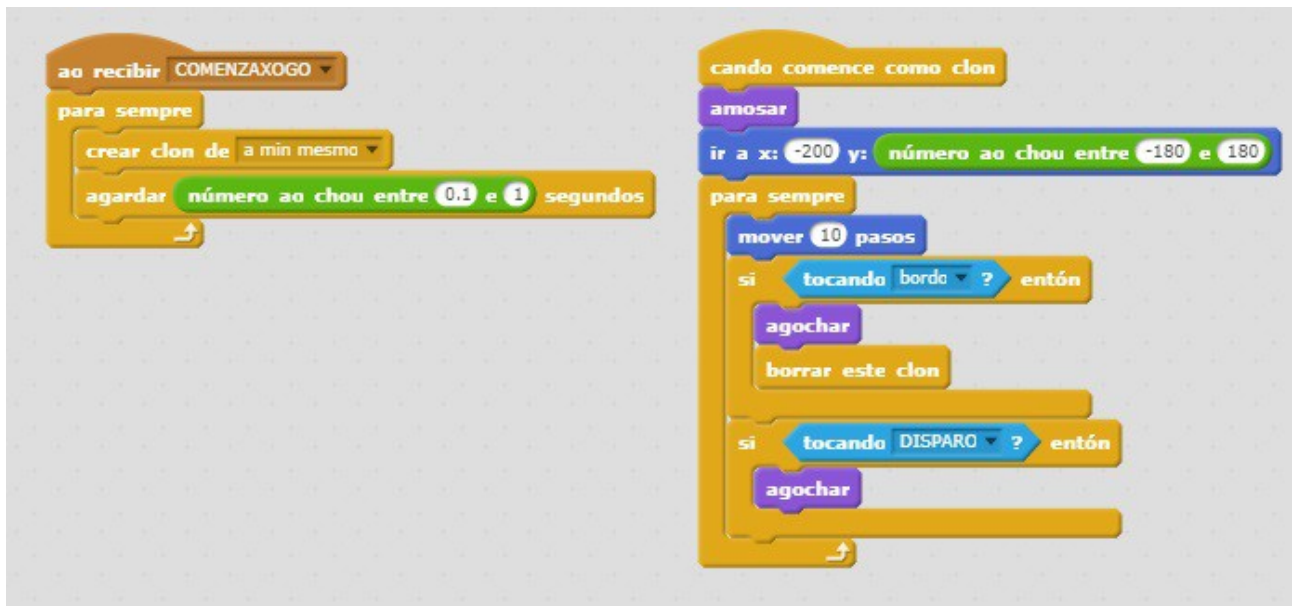 ao recibir COMENZAXOGO
para sempre
crear clon de a min mesmo
agardar número ao chou entre 0.1 e 1 segundos
cando comence como clon
amosar
ir a x: -200 y: número ao chou entre -180 e 180
para sempre
mover 10 pasos
si tocando bordo ? entón
agochar
borrar este clon
si tocando DISPARO ? entón
agochar